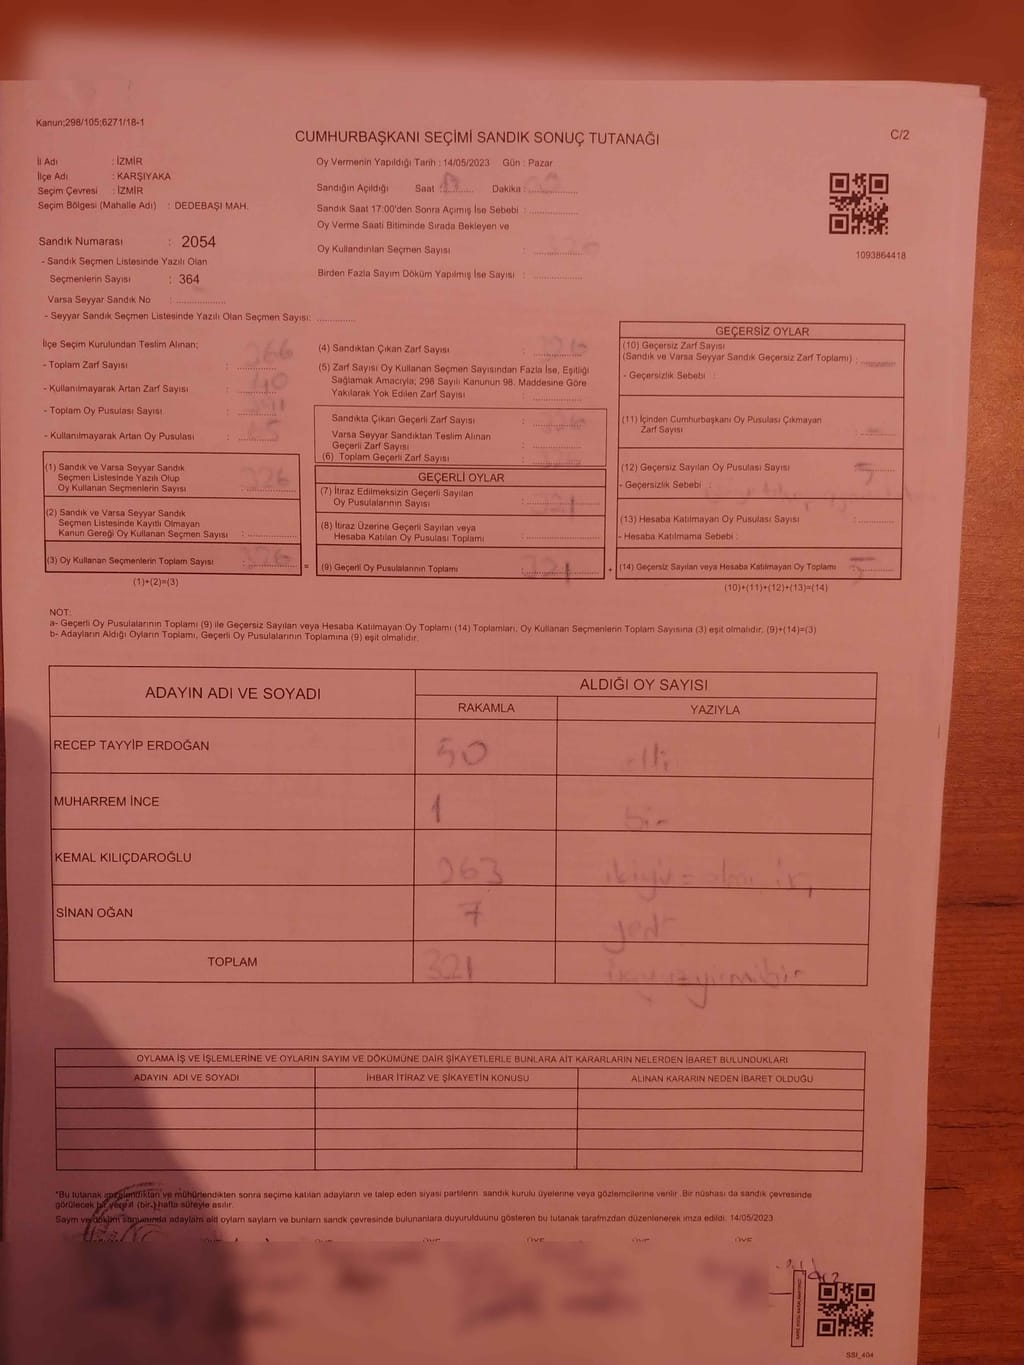 Kanun;298/105;6271/18-1
C/2
CUMHURBAŞKANI SEÇİMİ SANDIK SONUÇ TUTANAĞI
İl Adı : İZMİR
İlçe Adı : KARŞIYAKA
Seçim Çevresi : İZMİR
Seçim Bölgesi (Mahalle Adı) : DEDEBAŞI MAH.
Sandık Numarası : 2054
- Sandık Seçmen Listesinde Yazılı Olan
Seçmenlerin Sayısı : 364
Varsa Seyyar Sandık No : ....................
- Seyyar Sandık Seçmen Listesinde Yazılı Olan Seçmen Sayısı: ..............
Oy Vermenin Yapıldığı Tarih : 14/05/2023 Gün : Pazar
Sandığın Açıldığı Saat : Dakika :
Sandık Saat 17:00'den Sonra Açımış İse Sebebi : ................
Oy Verme Saati Bitiminde Sırada Bekleyen ve
Oy Kullandırılan Seçmen Sayısı :
Birden Fazla Sayım Döküm Yapılmış İse Sayısı : ................
1093864418
İlçe Seçim Kurulundan Teslim Alınan;
- Toplam Zarf Sayısı : 366
- Kullanılmayarak Artan Zarf Sayısı : 40
- Toplam Oy Pusulası Sayısı :
- Kullanılmayarak Artan Oy Pusulası :
(1) Sandık ve Varsa Seyyar Sandık
Seçmen Listesinde Yazılı Olup
Oy Kullanan Seçmenlerin Sayısı : 326
(2) Sandık ve Varsa Seyyar Sandık
Seçmen Listesinde Kayıtlı Olmayan
Kanun Gereği Oy Kullanan Seçmen Sayısı : ................
(3) Oy Kullanan Seçmenlerin Toplam Sayısı : 326
(1)+(2)=(3)
=
(4) Sandıktan Çıkan Zarf Sayısı : 326
(5) Zarf Sayısı Oy Kullanan Seçmen Sayısından Fazla İse, Eşitliği
Sağlamak Amacıyla; 298 Sayılı Kanunun 98. Maddesine Göre
Yakılarak Yok Edilen Zarf Sayısı : ................
Sandıkta Çıkan Geçerli Zarf Sayısı : 326
Varsa Seyyar Sandıktan Teslim Alınan
Geçerli Zarf Sayısı : ................
(6) Toplam Geçerli Zarf Sayısı :
GEÇERLİ OYLAR
(7) İtiraz Edilmeksizin Geçerli Sayılan
Oy Pusulalarının Sayısı : 321
(8) İtiraz Üzerine Geçerli Sayılan veya
Hesaba Katılan Oy Pusulası Toplamı : ................
(9) Geçerli Oy Pusulalarının Toplamı : 321
+
GEÇERSİZ OYLAR
(10) Geçersiz Zarf Sayısı
(Sandık ve Varsa Seyyar Sandık Geçersiz Zarf Toplamı) :
- Geçersizlik Sebebi :
(11) İçinden Cumhurbaşkanı Oy Pusulası Çıkmayan
Zarf Sayısı :
(12) Geçersiz Sayılan Oy Pusulası Sayısı : 5
- Geçersizlik Sebebi :
(13) Hesaba Katılmayan Oy Pusulası Sayısı : ............
- Hesaba Katılmama Sebebi :
(14) Geçersiz Sayılan veya Hesaba Katılmayan Oy Toplamı : 5
(10)+(11)+(12)+(13)=(14)
NOT:
a- Geçerli Oy Pusulalarının Toplamı (9) ile Geçersiz Sayılan veya Hesaba Katılmayan Oy Toplamı (14) Toplamları, Oy Kullanan Seçmenlerin Toplam Sayısına (3) eşit olmalıdır. (9)+(14)=(3)
b- Adayların Aldığı Oyların Toplamı, Geçerli Oy Pusulalarının Toplamına (9) eşit olmalıdır.
ADAYIN ADI VE SOYADI ALDIĞI OY SAYISI
RAKAMLA YAZIYLA
RECEP TAYYİP ERDOĞAN 50 elli
MUHARREM İNCE 1 bir
KEMAL KILIÇDAROĞLU 263
SİNAN OĞAN 7 yedi
TOPLAM 321
OYLAMA İŞ VE İŞLEMLERİNE VE OYLARIN SAYIM VE DÖKÜMÜNE DAİR ŞİKAYETLERLE BUNLARA AİT KARARLARIN NELERDEN İBARET BULUNDUKLARI
ADAYIN ADI VE SOYADI İHBAR İTİRAZ VE ŞİKAYETİN KONUSU ALINAN KARARIN NEDEN İBARET OLDUĞU
"Bu tutanak imzalandıktan ve mühürlendikten sonra seçime katılan adayların ve talep eden siyasi partilerin sandık kurulu üyelerine veya gözlemcilerine verilir. Bir nüshası da sandık çevresinde
görülecek bir yere (bir) hafta süreyle asılır.
Sayım ve döküm sonucunda adayların aldı oyların sayıları ve bunların sandık çevresinde bulunanlara duyurulduunu gösteren bu tutanak tarafımızdan düzenlenerek imza edildi. 14/05/2023
ÜYE ÜYE ÜYE ÜYE ÜYE
SSİ_404